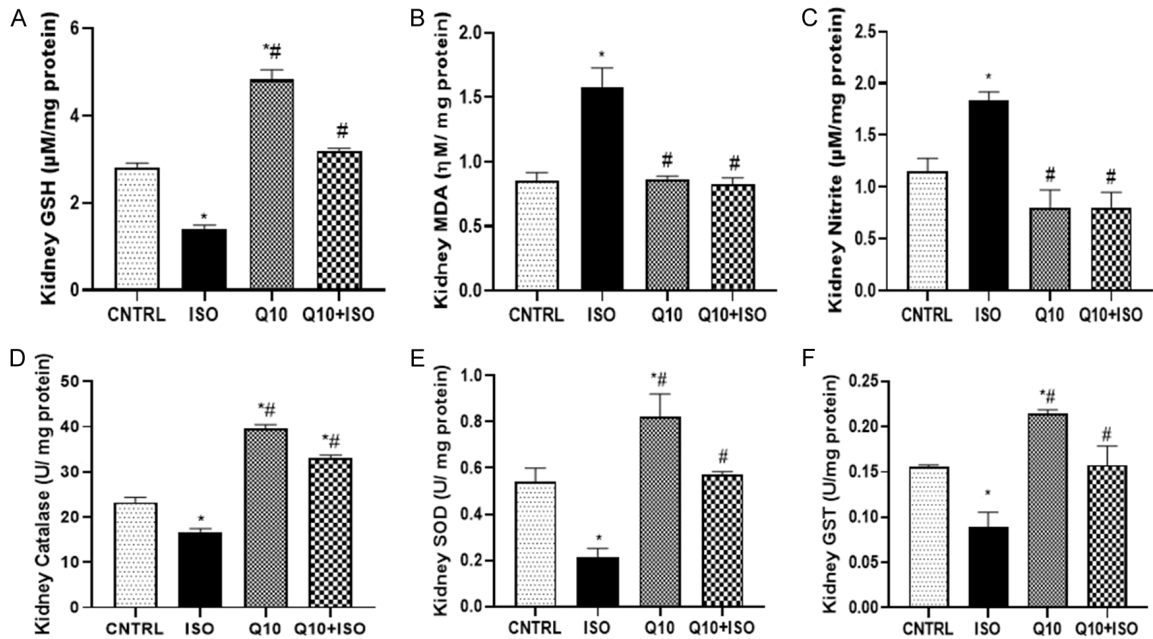 A
Kidney GSH (µM/mg protein)
6
4
2
0
*
*#
#
CNTRL ISO Q10 Q10+ISO
B
Kidney MDA (η M/ mg protein)
2.0
1.5
1.0
0.5
0.0
*
#
#
CNTRL ISO Q10 Q10+ISO
C
Kidney Nitrite (µM/mg protein)
2.5
2.0
1.5
1.0
0.5
0.0
*
#
#
CNTRL ISO Q10 Q10+ISO
D
Kidney Catalase (U/ mg protein)
50
40
30
20
10
0
*
*#
*#
CNTRL ISO Q10 Q10+ISO
E
Kidney SOD (U/ mg protein)
1.0
0.8
0.6
0.4
0.2
0.0
*
*#
#
CNTRL ISO Q10 Q10+ISO
F
Kidney GST (U/mg protein)
0.25
0.20
0.15
0.10
0.05
0.00
*
*#
#
CNTRL ISO Q10 Q10+ISO